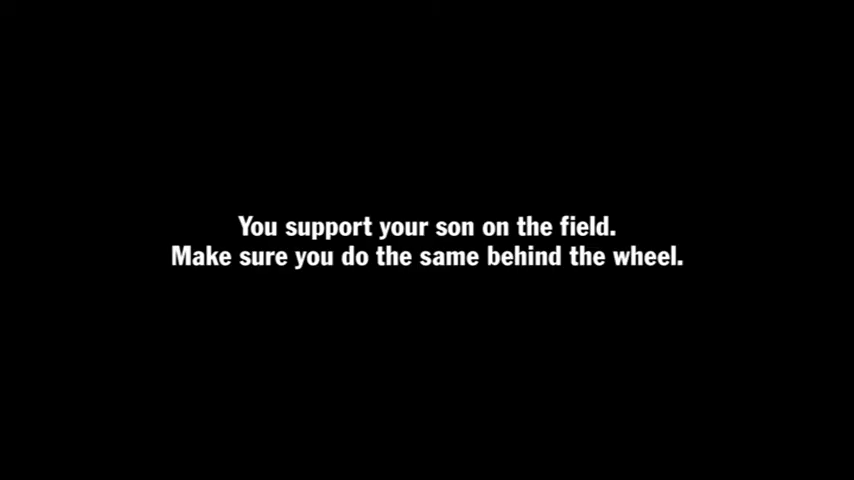 You support your son on the field.
Make sure you do the same behind the wheel.